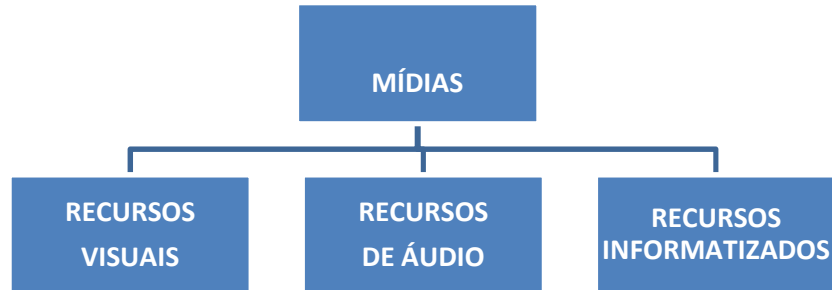 MÍDIAS
RECURSOS
VISUAIS
RECURSOS
DE ÁUDIO
RECURSOS
INFORMATIZADOS